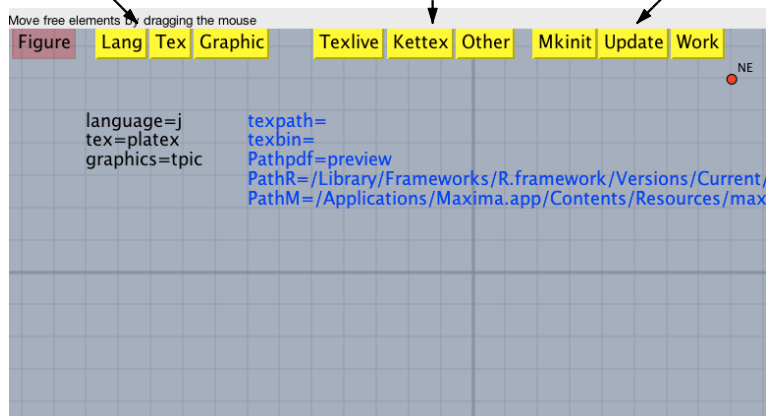 Move free elements by dragging the mouse
Figure Lang Tex Graphic Texlive Kettex Other Mkinit Update Work
NE
language=j
tex=platex
graphics=tpic
texpath=
texbin=
Pathpdf=preview
PathR=/Library/Frameworks/R.framework/Versions/Current/
PathM=/Applications/Maxima.app/Contents/Resources/max